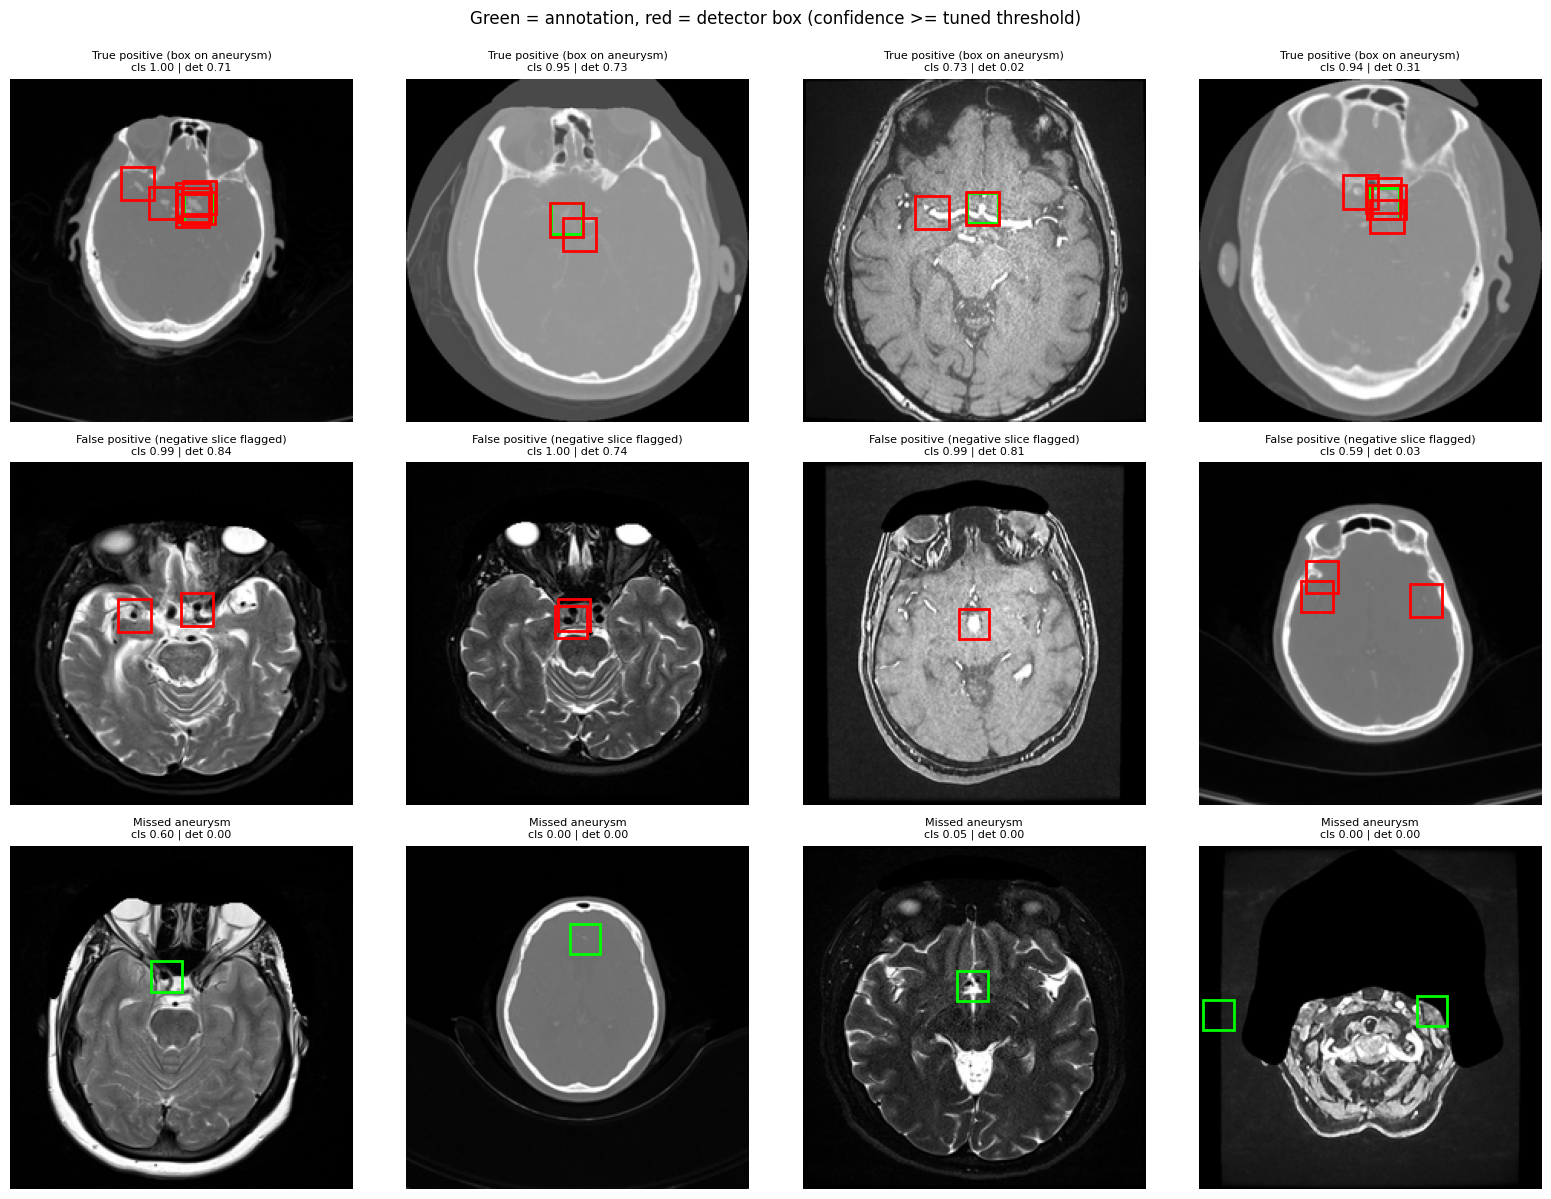 Green = annotation, red = detector box (confidence >= tuned threshold)
True positive (box on aneurysm)
cls 1.00 | det 0.71
True positive (box on aneurysm)
cls 0.95 | det 0.73
True positive (box on aneurysm)
cls 0.73 | det 0.02
True positive (box on aneurysm)
cls 0.94 | det 0.31
False positive (negative slice flagged)
cls 0.99 | det 0.84
False positive (negative slice flagged)
cls 1.00 | det 0.74
False positive (negative slice flagged)
cls 0.99 | det 0.81
False positive (negative slice flagged)
cls 0.59 | det 0.03
Missed aneurysm
cls 0.60 | det 0.00
Missed aneurysm
cls 0.00 | det 0.00
Missed aneurysm
cls 0.05 | det 0.00
Missed aneurysm
cls 0.00 | det 0.00